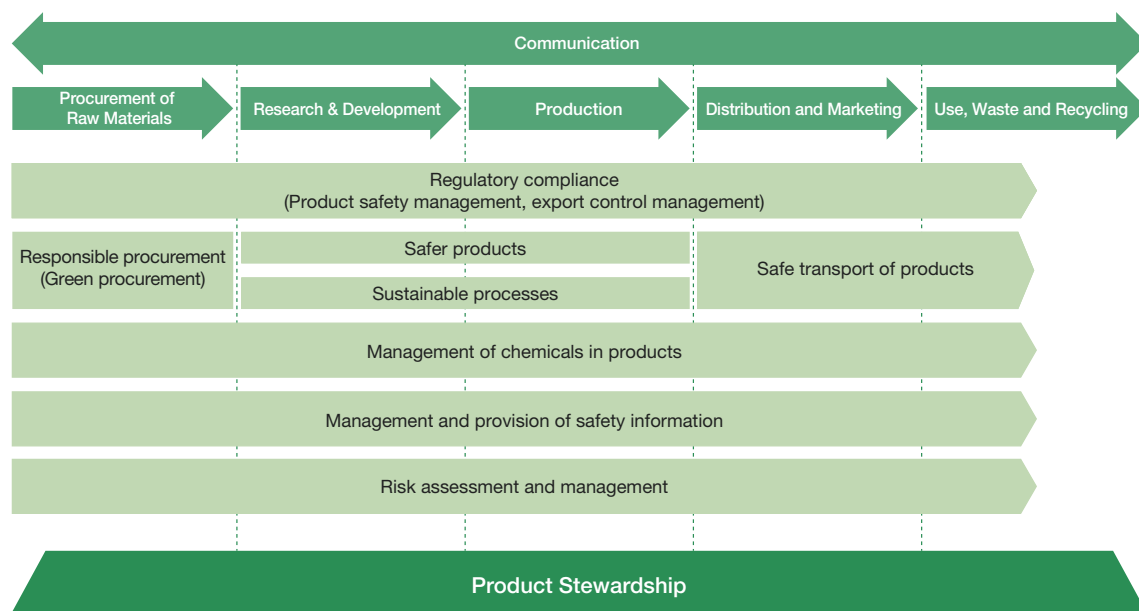 Communication
Procurement of
Raw Materials
Research & Development
Production
Distribution and Marketing
Use, Waste and Recycling
Regulatory compliance
(Product safety management, export control management)
Responsible procurement
(Green procurement)
Safer products
Sustainable processes
Safe transport of products
Management of chemicals in products
Management and provision of safety information
Risk assessment and management
Product Stewardship